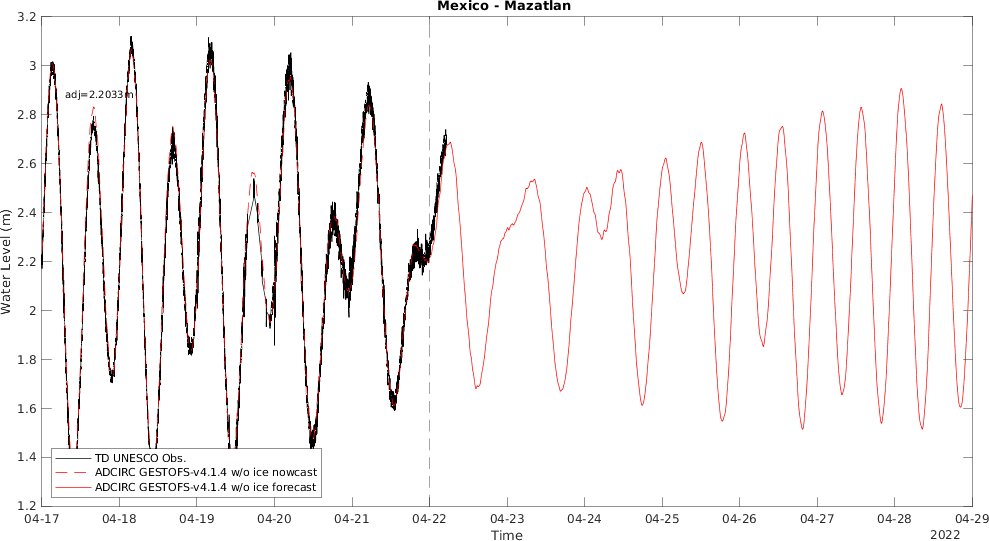 Mexico - Mazatlan
3.2
3
2.8
2.6
2.4
2.2
2
1.8
1.6
1.4
1.2
Water Level (m)
adj=2.2033m
TD UNESCO Obs.
ADCIRC GESTOFS-v4.1.4 w/o ice nowcast
ADCIRC GESTOFS-v4.1.4 w/o ice forecast
04-17 04-18 04-19 04-20 04-21 04-22 04-23 04-24 04-25 04-26 04-27 04-28 04-29
Time
2022